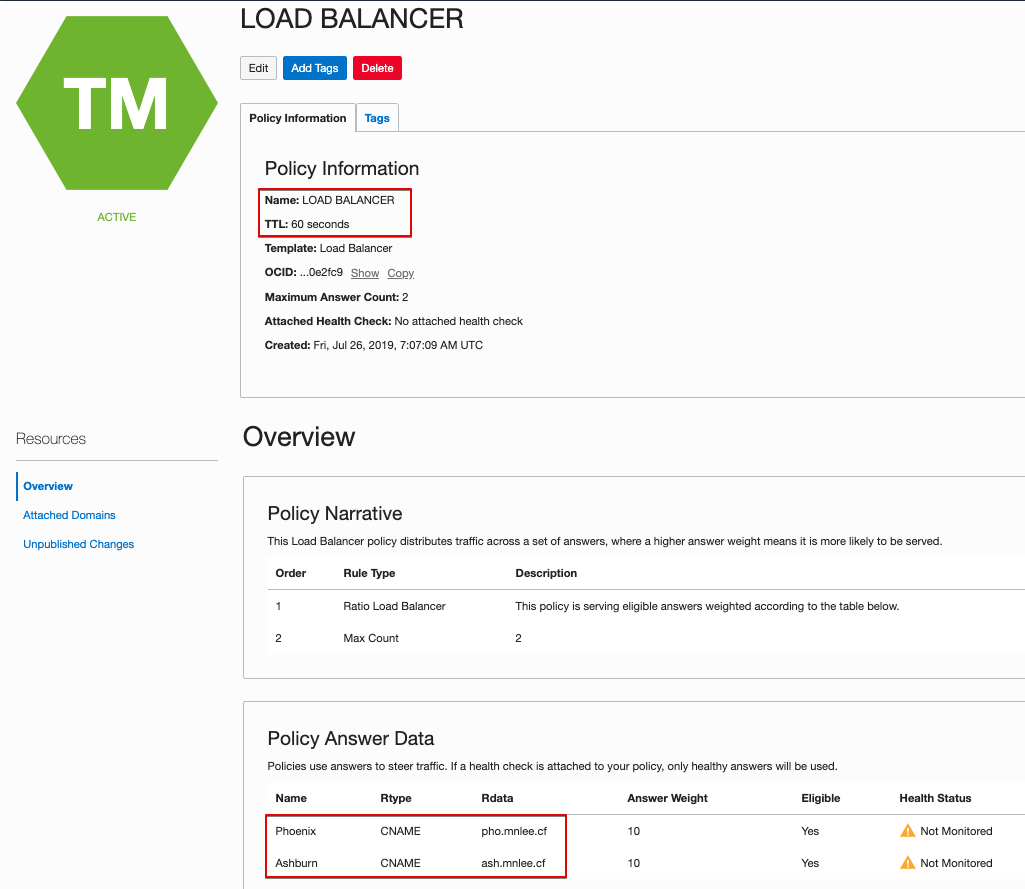 LOAD BALANCER
TM
Edit Add Tags Delete
ACTIVE
Policy Information Tags
Policy Information
Name: LOAD BALANCER
TTL: 60 seconds
Template: Load Balancer
OCID: ...0e2fc9 Show Copy
Maximum Answer Count: 2
Attached Health Check: No attached health check
Created: Fri, Jul 26, 2019, 7:07:09 AM UTC
Resources
Overview
Attached Domains
Unpublished Changes
Overview
Policy Narrative
This Load Balancer policy distributes traffic across a set of answers, where a higher answer weight means it is more likely to be served.
Order Rule Type Description
1 Ratio Load Balancer This policy is serving eligible answers weighted according to the table below.
2 Max Count 2
Policy Answer Data
Policies use answers to steer traffic. If a health check is attached to your policy, only healthy answers will be used.
Name Rtype Rdata Answer Weight Eligible Health Status
Phoenix CNAME pho.mnlee.cf 10 Yes Not Monitored
Ashburn CNAME ash.mnlee.cf 10 Yes Not Monitored